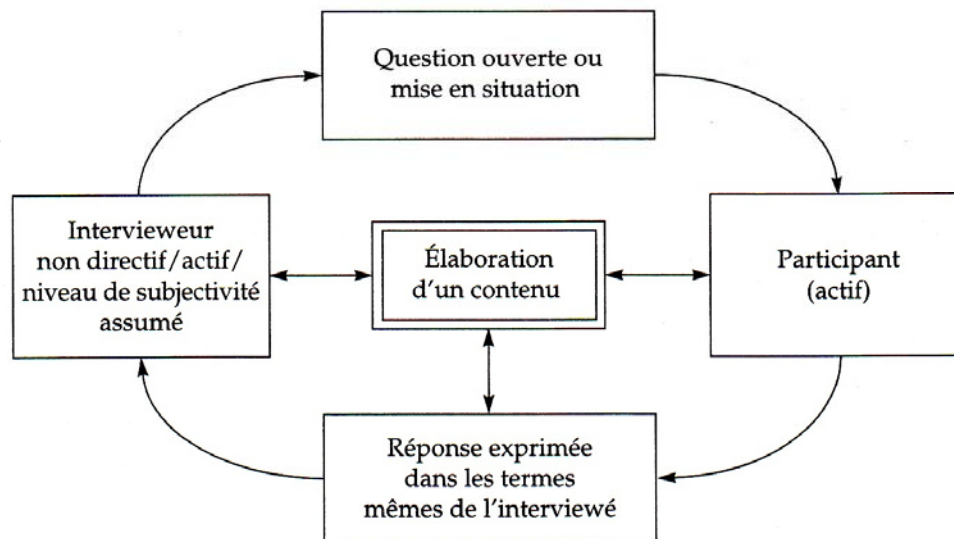 Question ouverte ou
mise en situation
Intervieweur
non directif/actif/
niveau de subjectivité
assumé
Élaboration
d'un contenu
Participant
(actif)
Réponse exprimée
dans les termes
mêmes de l'interviewé